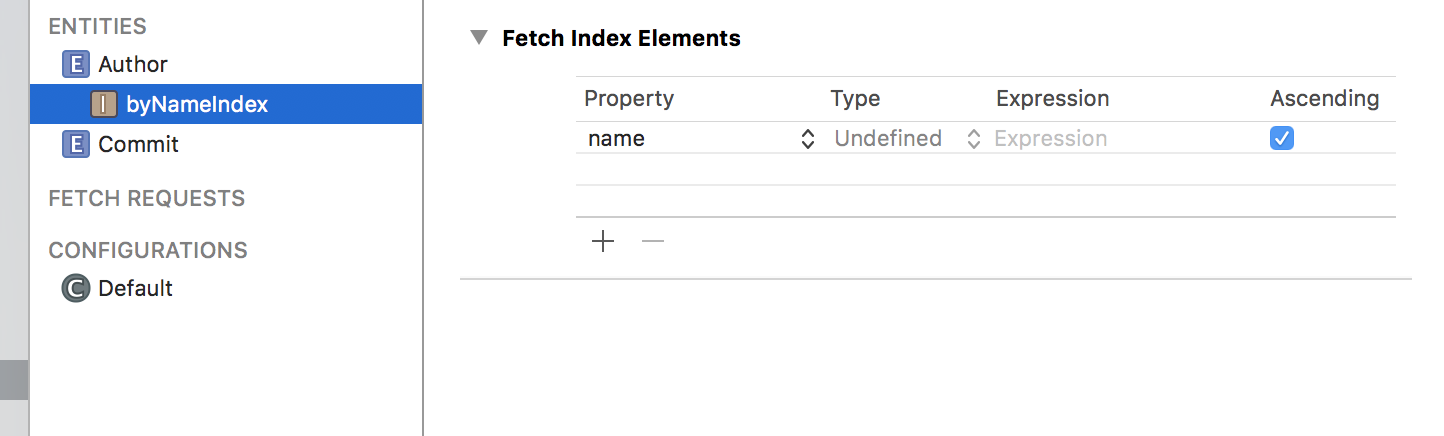 ENTITIES
E Author
I byNameIndex
E Commit
FETCH REQUESTS
CONFIGURATIONS
C Default
Fetch Index Elements
Property Type Expression Ascending
name Undefined Expression